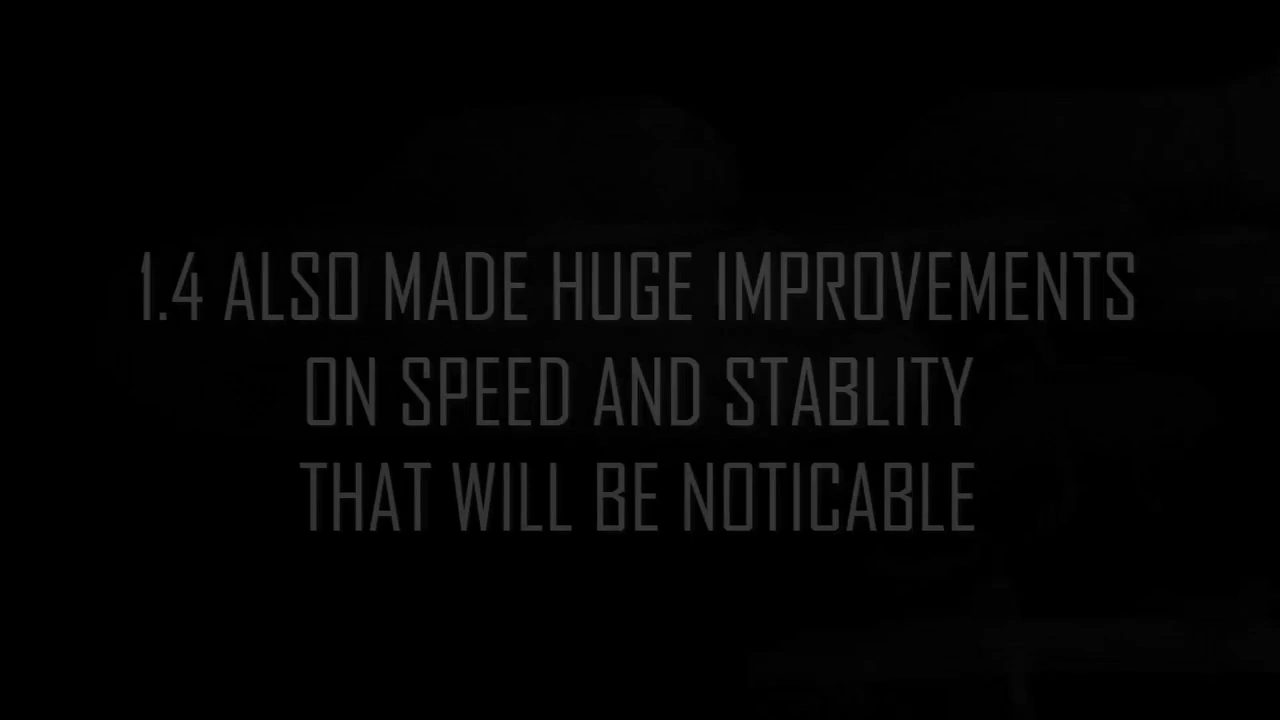 1.4 ALSO MADE HUGE IMPROVEMENTS
ON SPEED AND STABLITY
THAT WILL BE NOTICABLE